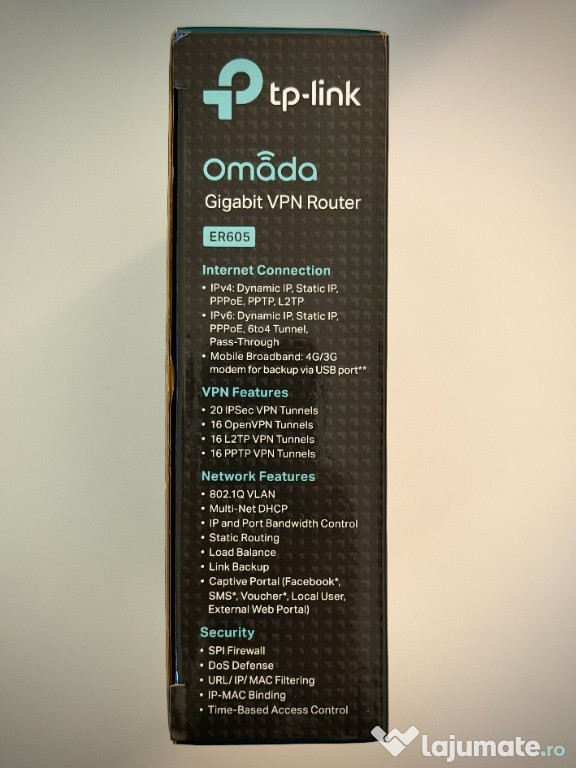 tp-link
omada
Gigabit VPN Router
ER605
Internet Connection
• IPv4: Dynamic IP, Static IP,
PPPoE, PPTP, L2TP
• IPv6: Dynamic IP, Static IP,
PPPoE, 6to4 Tunnel,
Pass-Through
• Mobile Broadband: 4G/3G
modem for backup via USB port**
VPN Features
• 20 IPSec VPN Tunnels
• 16 OpenVPN Tunnels
• 16 L2TP VPN Tunnels
• 16 PPTP VPN Tunnels
Network Features
• 802.1Q VLAN
• Multi-Net DHCP
• IP and Port Bandwidth Control
• Static Routing
• Load Balance
• Link Backup
• Captive Portal (Facebook*,
SMS*, Voucher*, Local User,
External Web Portal)
Security
• SPI Firewall
• DoS Defense
• URL/ IP/ MAC Filtering
• IP-MAC Binding
• Time-Based Access Control
lajumate.ro